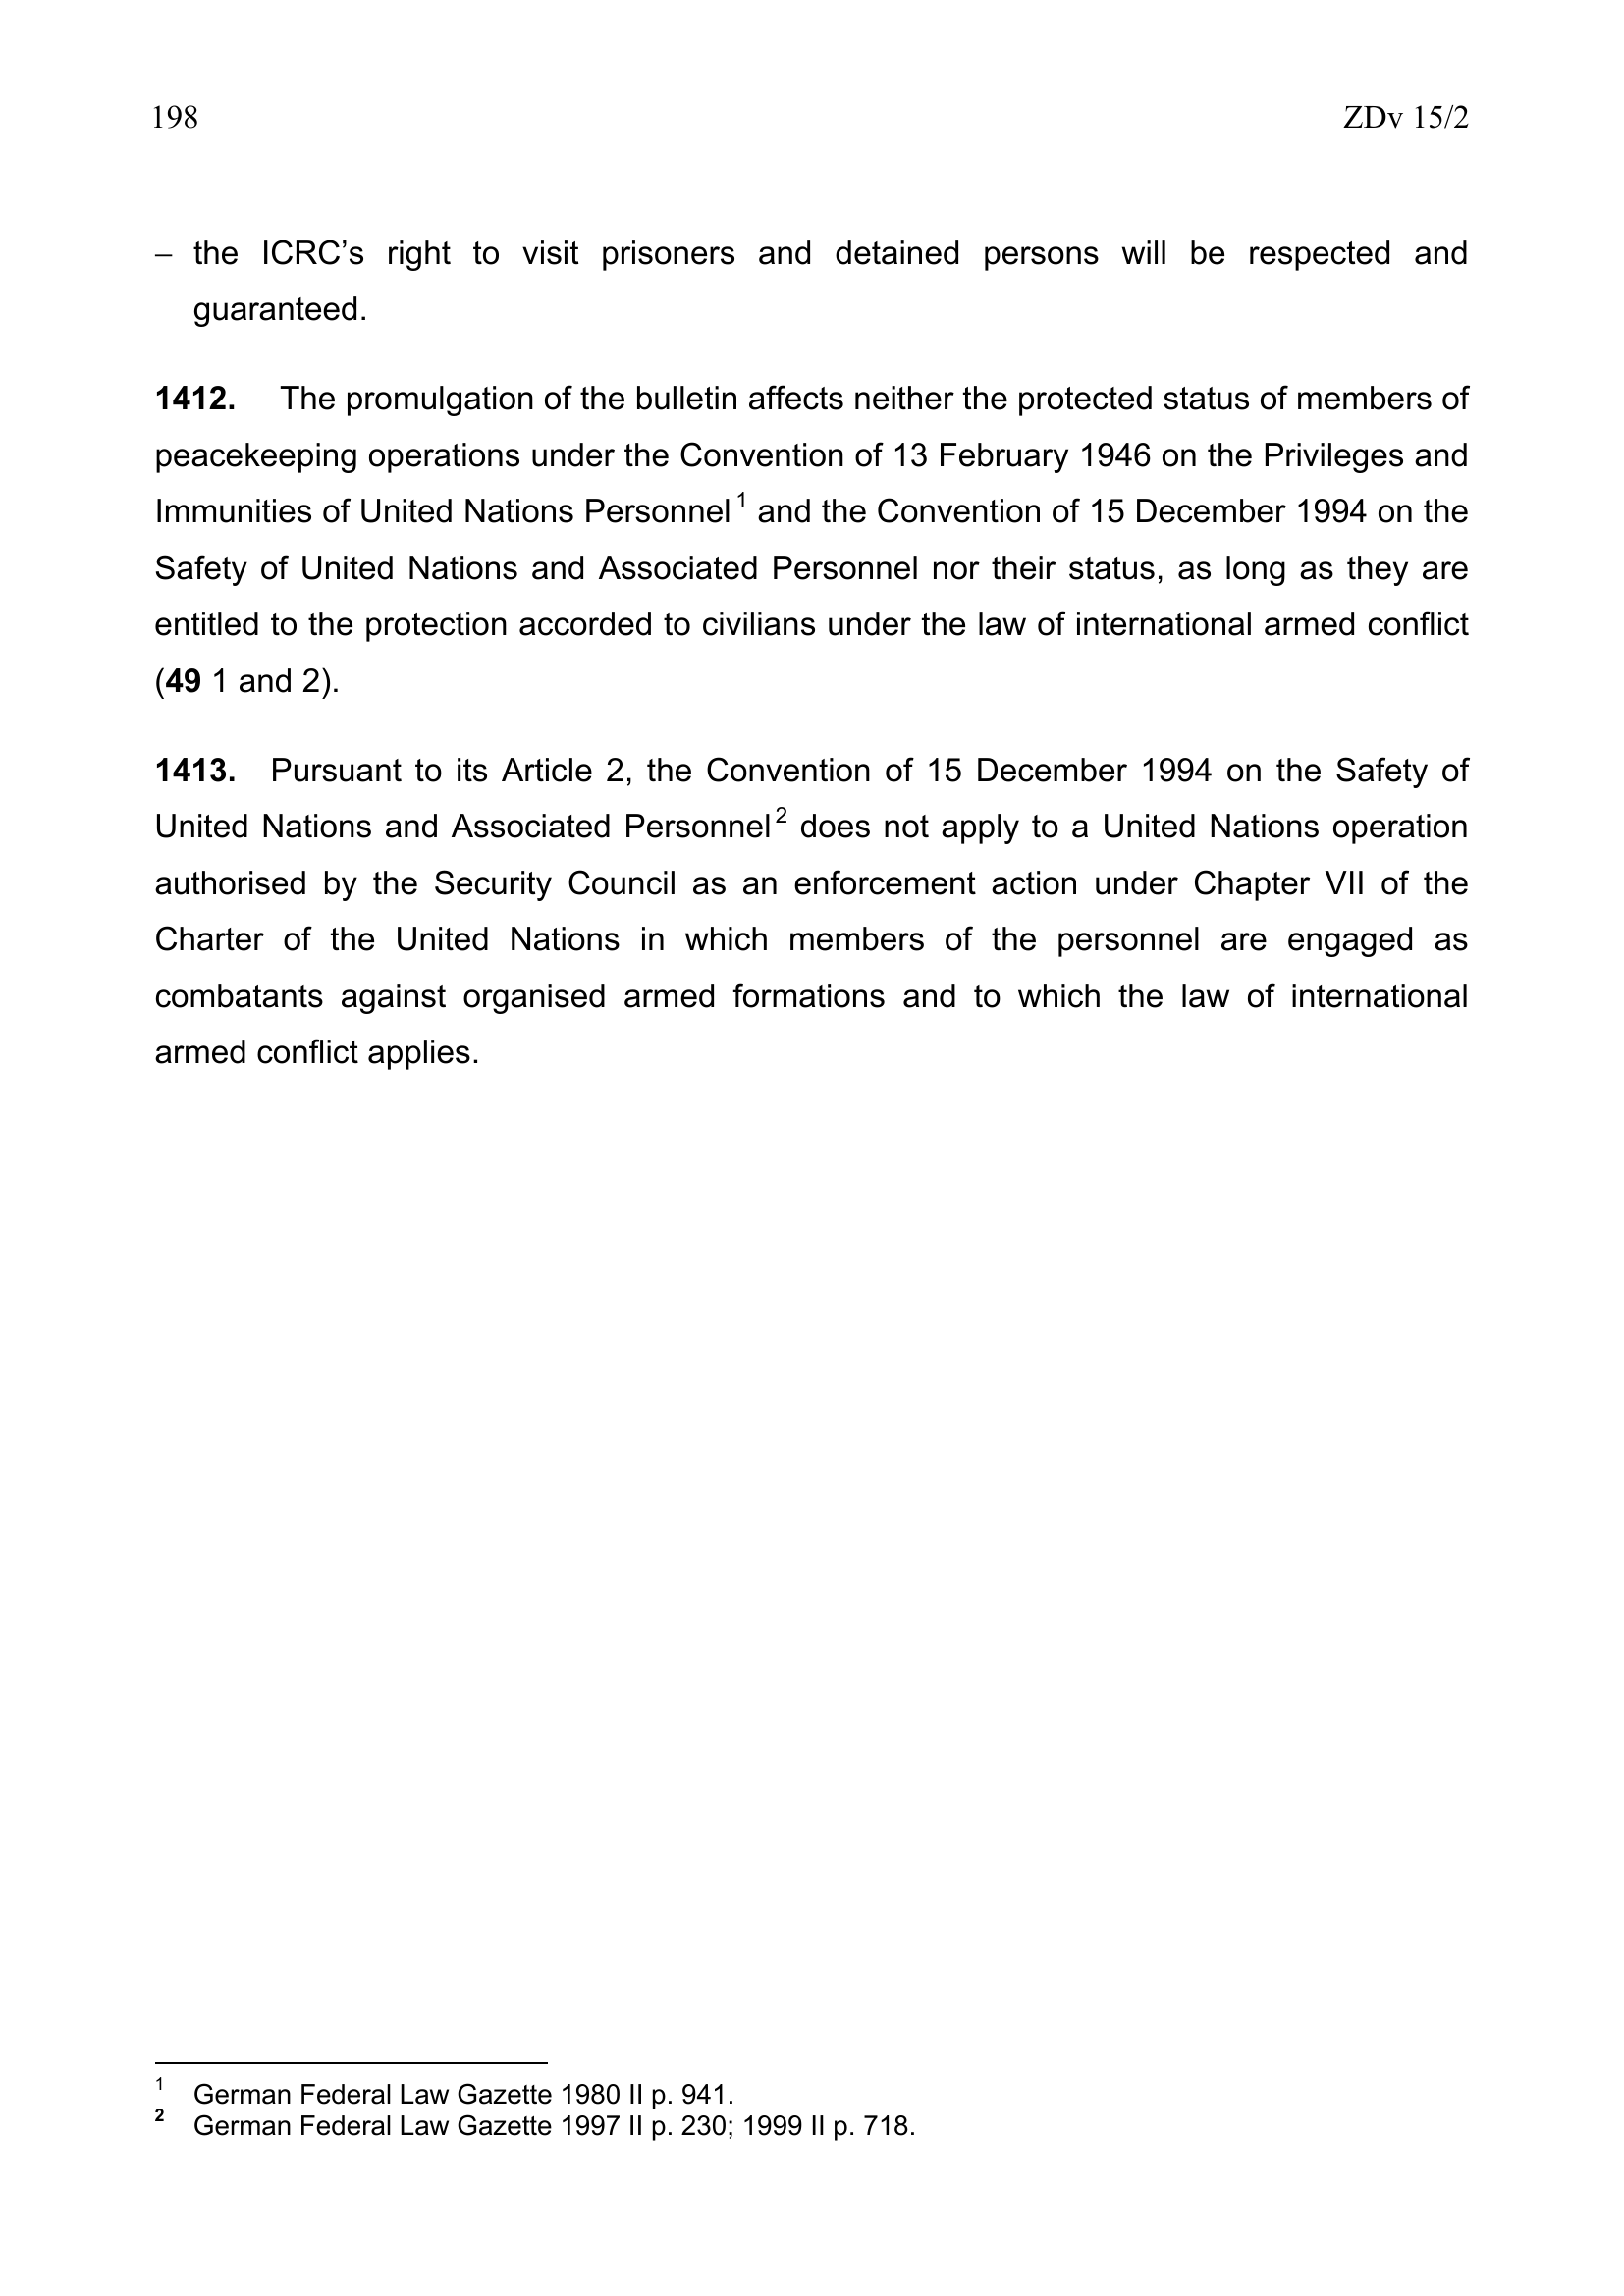 198 ZDv 15/2
– the ICRC’s right to visit prisoners and detained persons will be respected and
guaranteed.
1412. The promulgation of the bulletin affects neither the protected status of members of
peacekeeping operations under the Convention of 13 February 1946 on the Privileges and
Immunities of United Nations Personnel 1 and the Convention of 15 December 1994 on the
Safety of United Nations and Associated Personnel nor their status, as long as they are
entitled to the protection accorded to civilians under the law of international armed conflict
(49 1 and 2).
1413. Pursuant to its Article 2, the Convention of 15 December 1994 on the Safety of
United Nations and Associated Personnel 2 does not apply to a United Nations operation
authorised by the Security Council as an enforcement action under Chapter VII of the
Charter of the United Nations in which members of the personnel are engaged as
combatants against organised armed formations and to which the law of international
armed conflict applies.
1 German Federal Law Gazette 1980 II p. 941.
2 German Federal Law Gazette 1997 II p. 230; 1999 II p. 718.